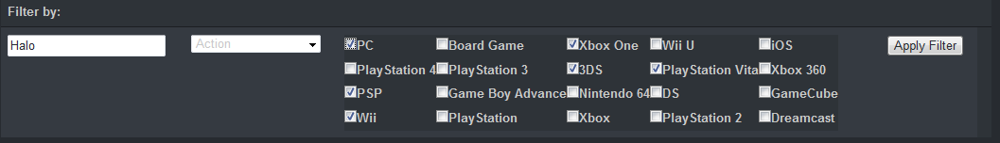 Filter by:
Halo Action PC Board Game Xbox One Wii U iOS Apply Filter
PlayStation 4 PlayStation 3 3DS PlayStation Vita Xbox 360
PSP Game Boy Advance Nintendo 64 DS GameCube
Wii PlayStation Xbox PlayStation 2 Dreamcast